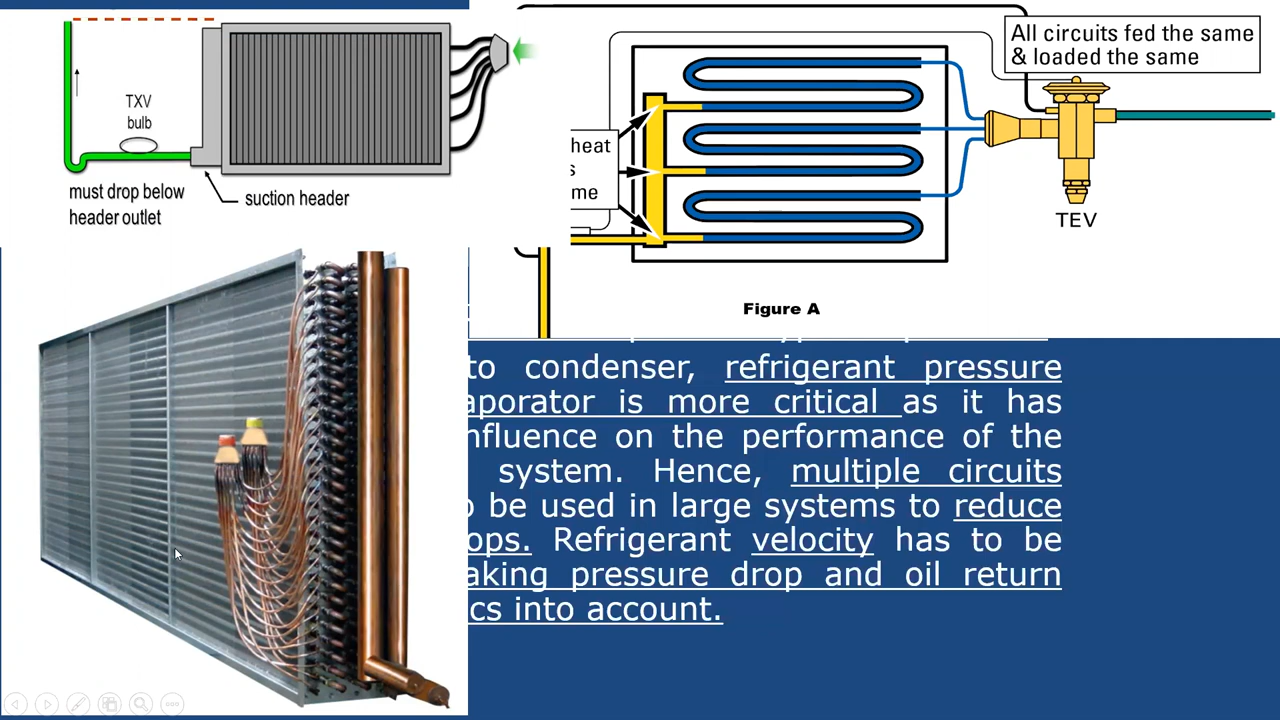 TXV
bulb
must drop below
header outlet
suction header
All circuits fed the same
& loaded the same
heat
s
me
TEV
Figure A
to condenser, refrigerant pressure
aporator is more critical as it has
nfluence on the performance of the
system. Hence, multiple circuits
be used in large systems to reduce
ops. Refrigerant velocity has to be
aking pressure drop and oil return
cs into account.